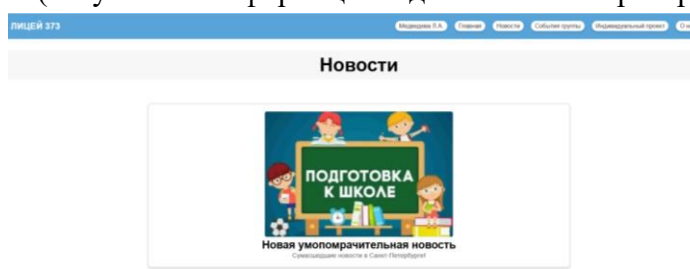 ЛИЦЕЙ 373
Медведева Л.А. Главная Новости События группы Индивидуальный проект О н
Новости
ПОДГОТОВКА
К ШКОЛЕ
Новая умопомрачительная новость
Сумасшедшие новости в Санкт-Петербурге!